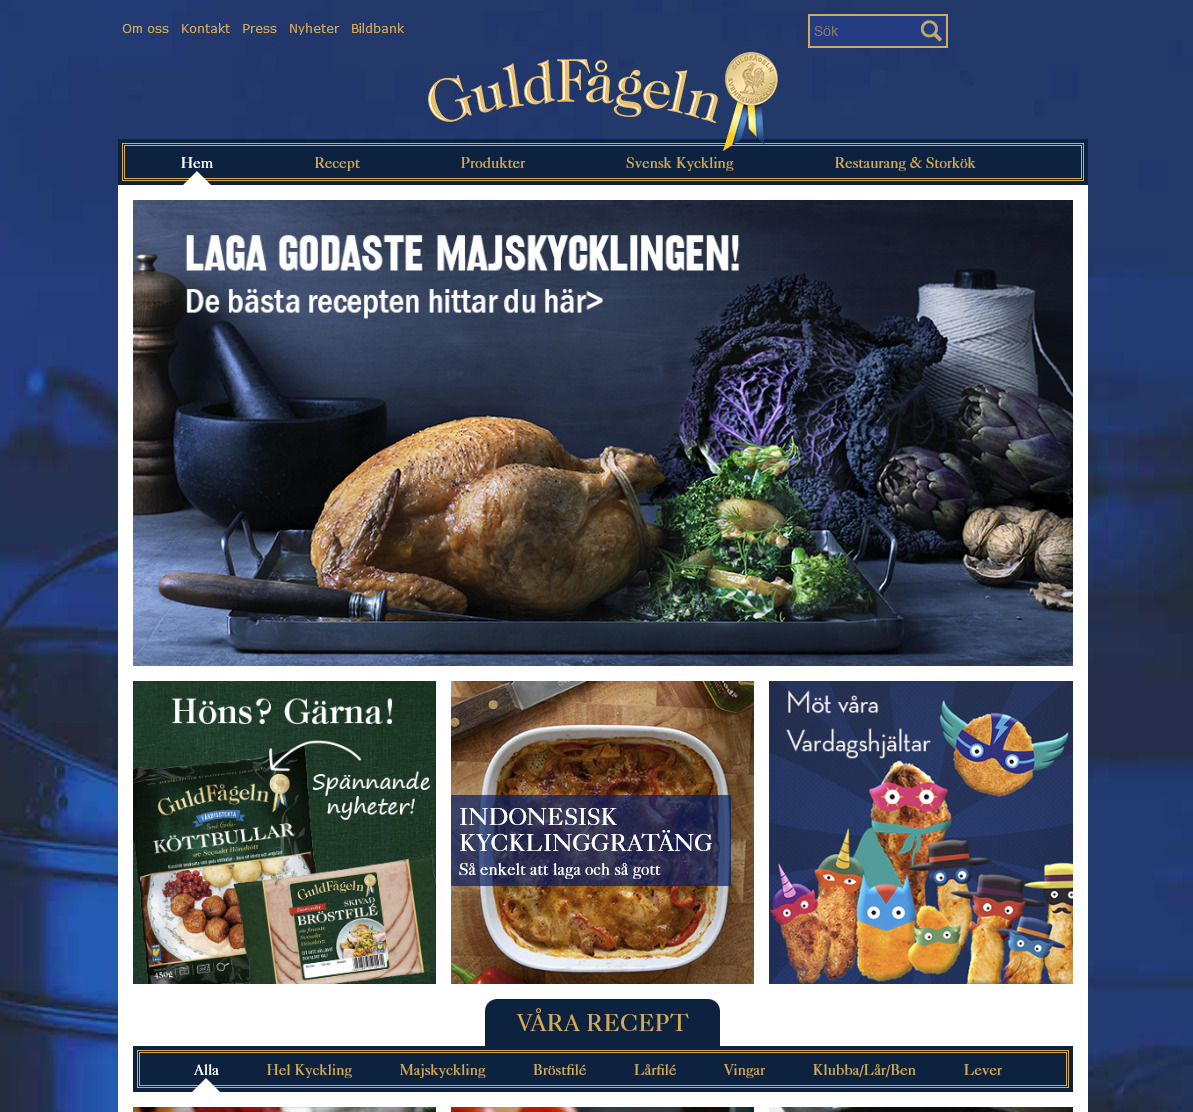 Om oss Kontakt Press Nyheter Bildbank
Sök
GuldFågeln
Hem Recept Produkter Svensk Kyckling Restaurang & Storkök
LAGA GODASTE MAJSKYCKLINGEN!
De bästa recepten hittar du här>
Höns? Gärna!
Spännande
nyheter!
GuldFågeln
KÖTTBULLAR
av Svenskt Hönskött
450g
GuldFågeln
SKIVAD
BRÖSTFILÉ
INDONESISK
KYCKLINGGRATÄNG
Så enkelt att laga och så gott
Möt våra
Vardagshjältar
VÅRA RECEPT
Alla Hel Kyckling Majskyckling Bröstfilé Lårfilé Vingar Klubba/Lår/Ben Lever